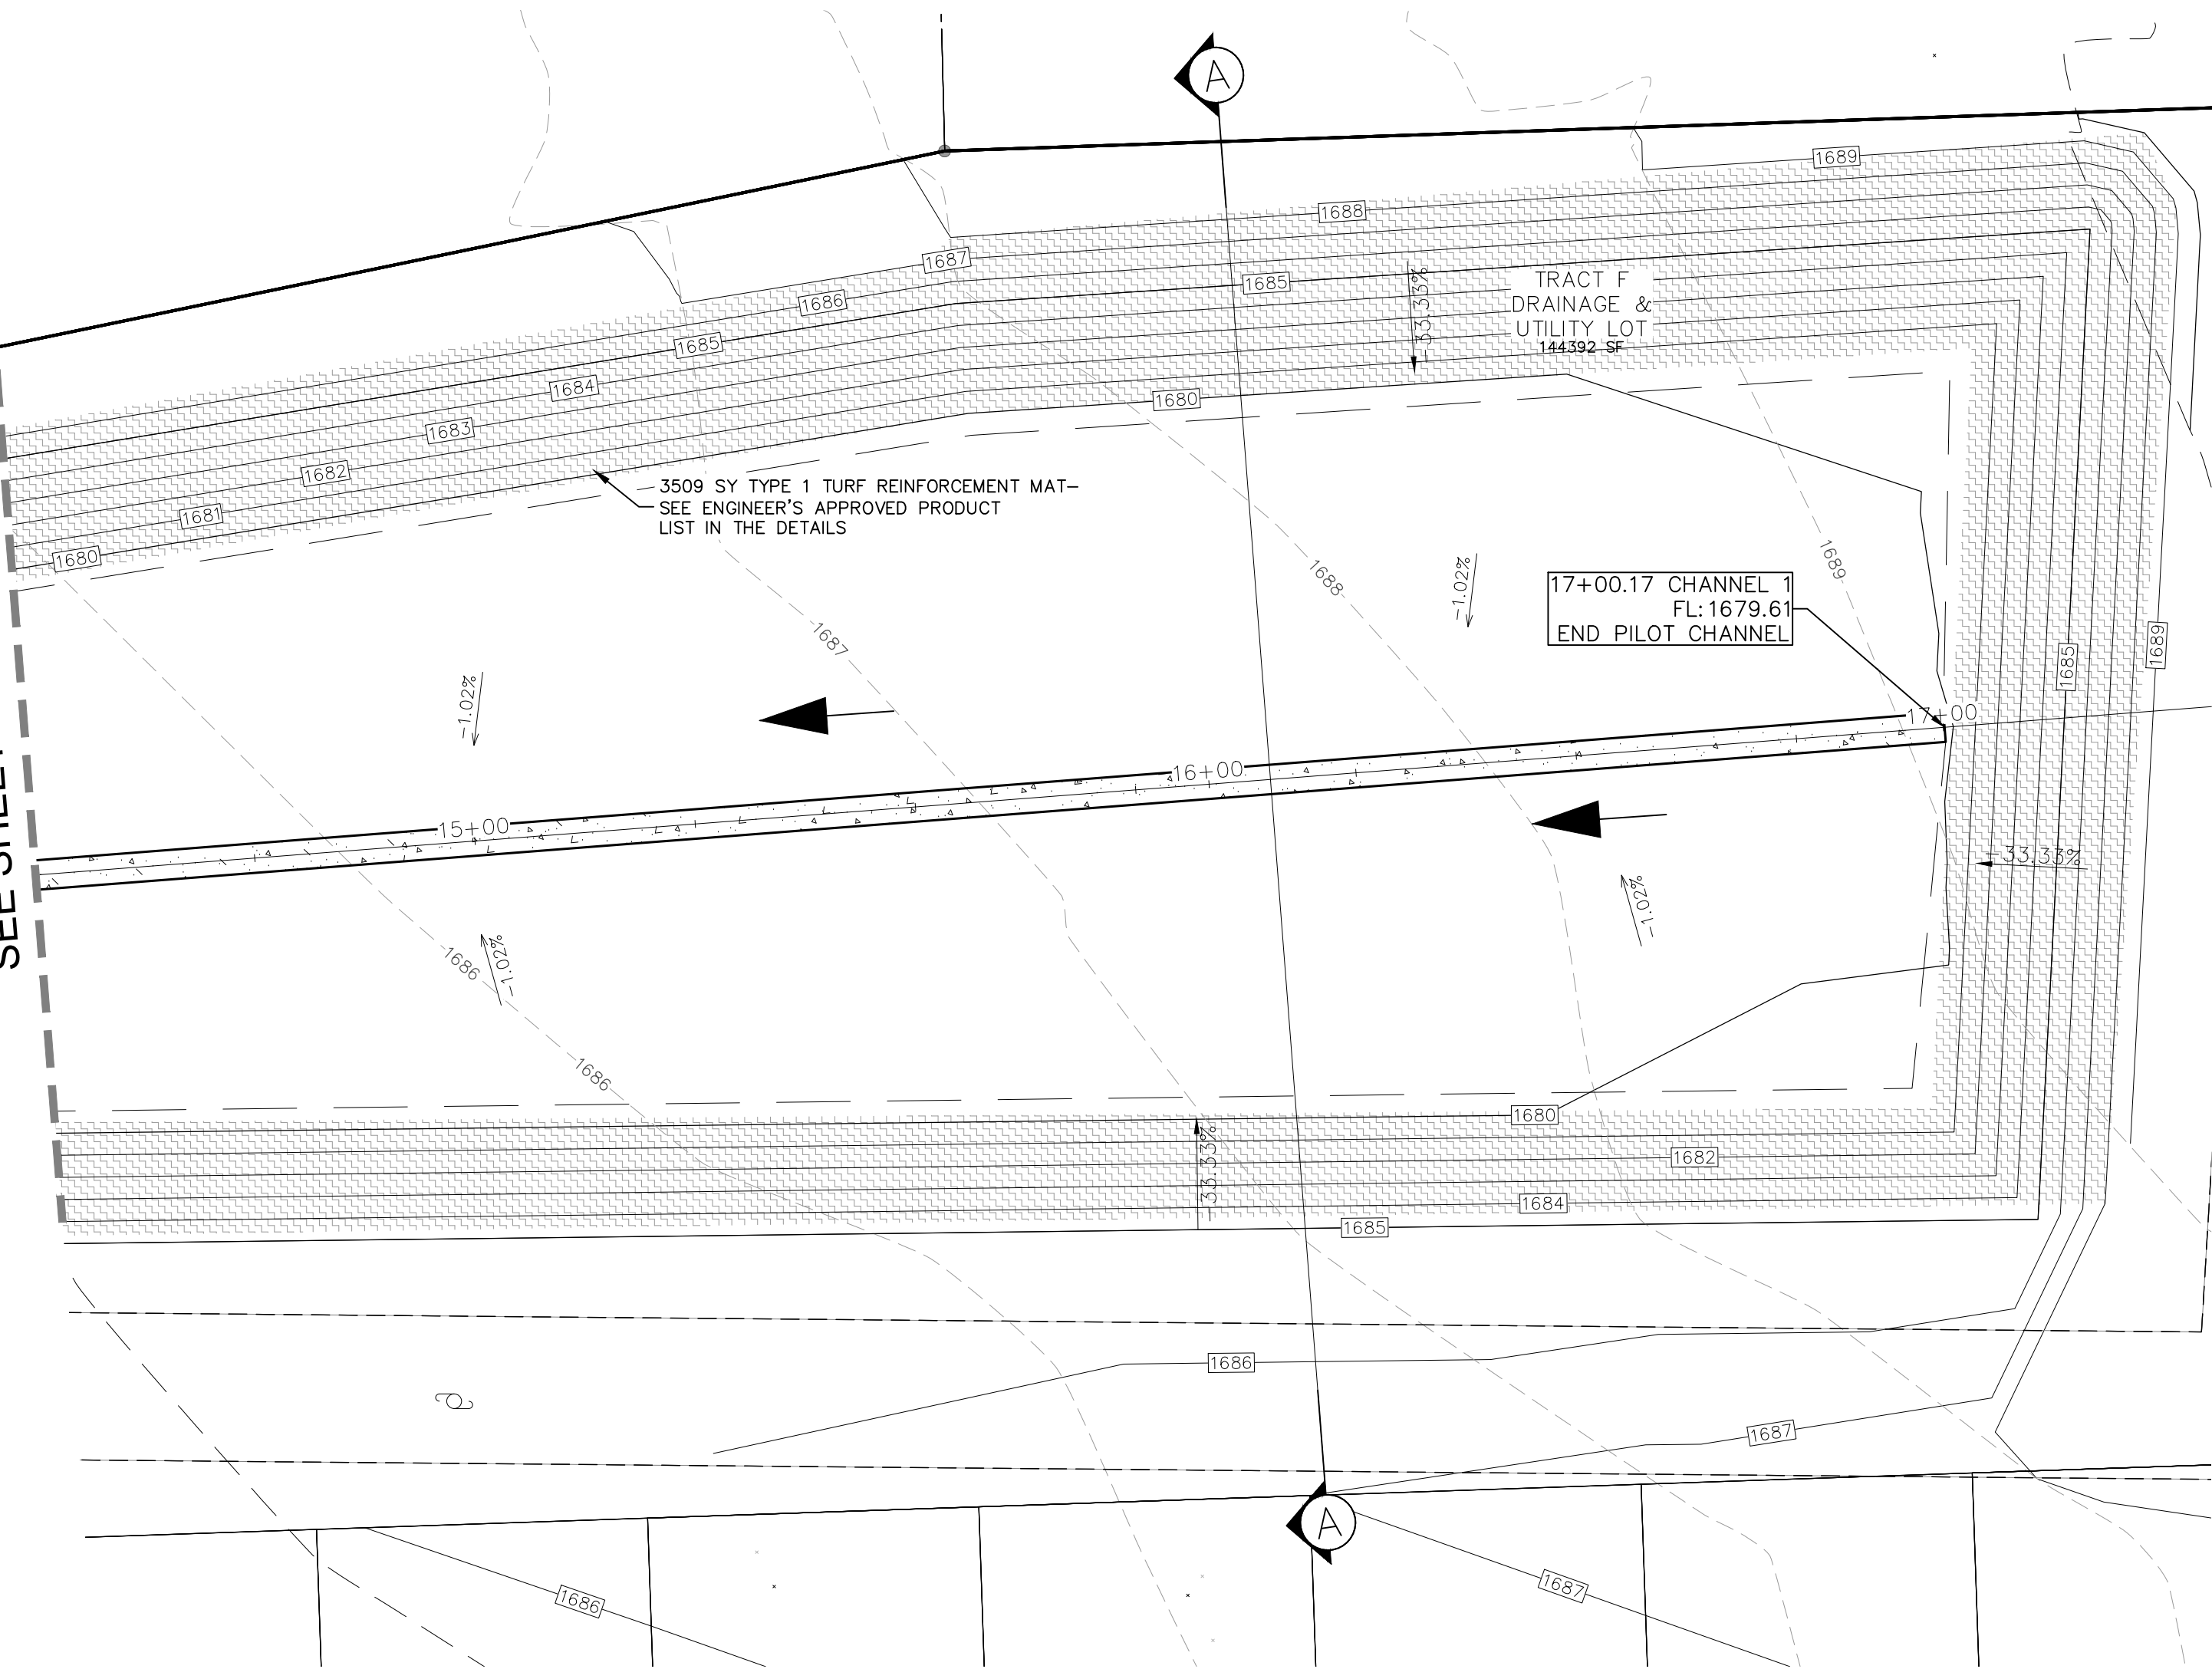 A
1689
1688
1687
1686
1685
1685
1684
1683
1682
1681
1680
1680
-33.33%
TRACT F
DRAINAGE &
UTILITY LOT
144392 SF
3509 SY TYPE 1 TURF REINFORCEMENT MAT-
SEE ENGINEER'S APPROVED PRODUCT
LIST IN THE DETAILS
1689
1688
1687
-1.02%
-1.02%
17+00.17 CHANNEL 1
FL:1679.61
END PILOT CHANNEL
1685
1689
17+00
16+00
15+00
-33.33%
SEE
-1.02%
-1.02%
1686
1686
1680
-33.33%
1682
1684
1685
1686
1687
A
1686
1687